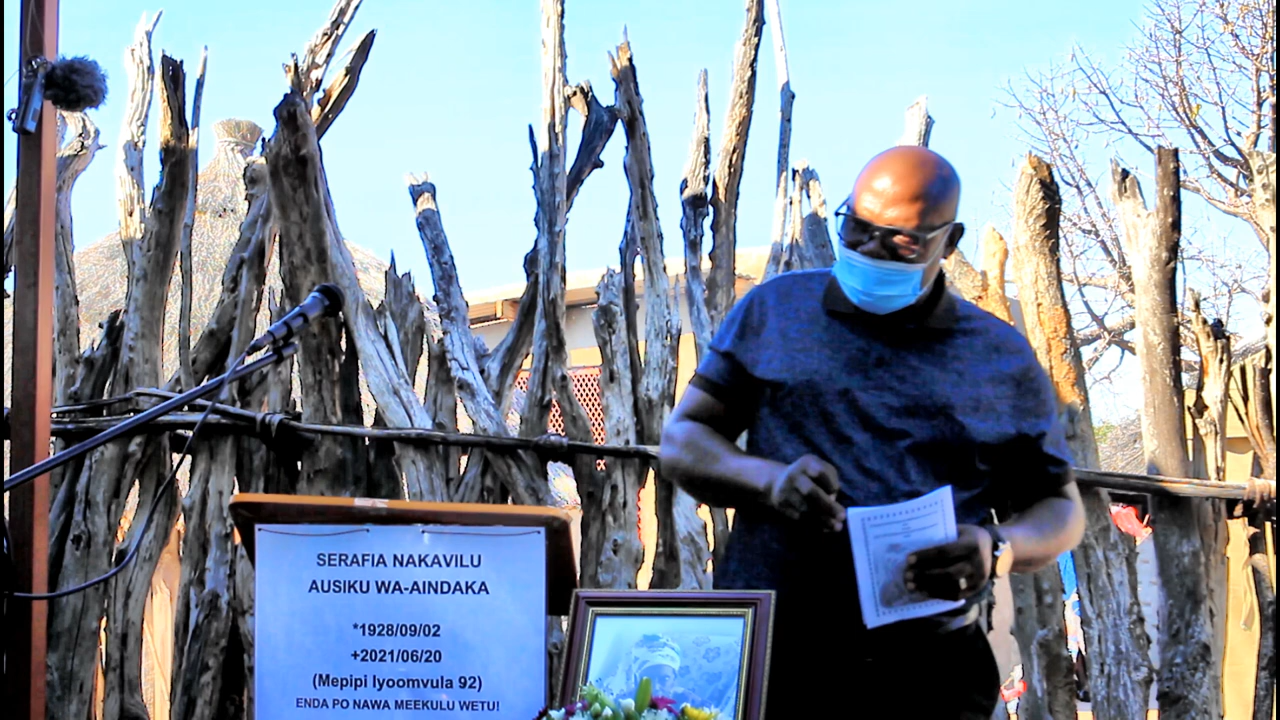 SERAFIA NAKAVILU
AUSIKU WA-AINDAKA
*1928/09/02
+2021/06/20
(Mepipi lyoomvula 92)
ENDA PO NAWA MEEKULU WETU!